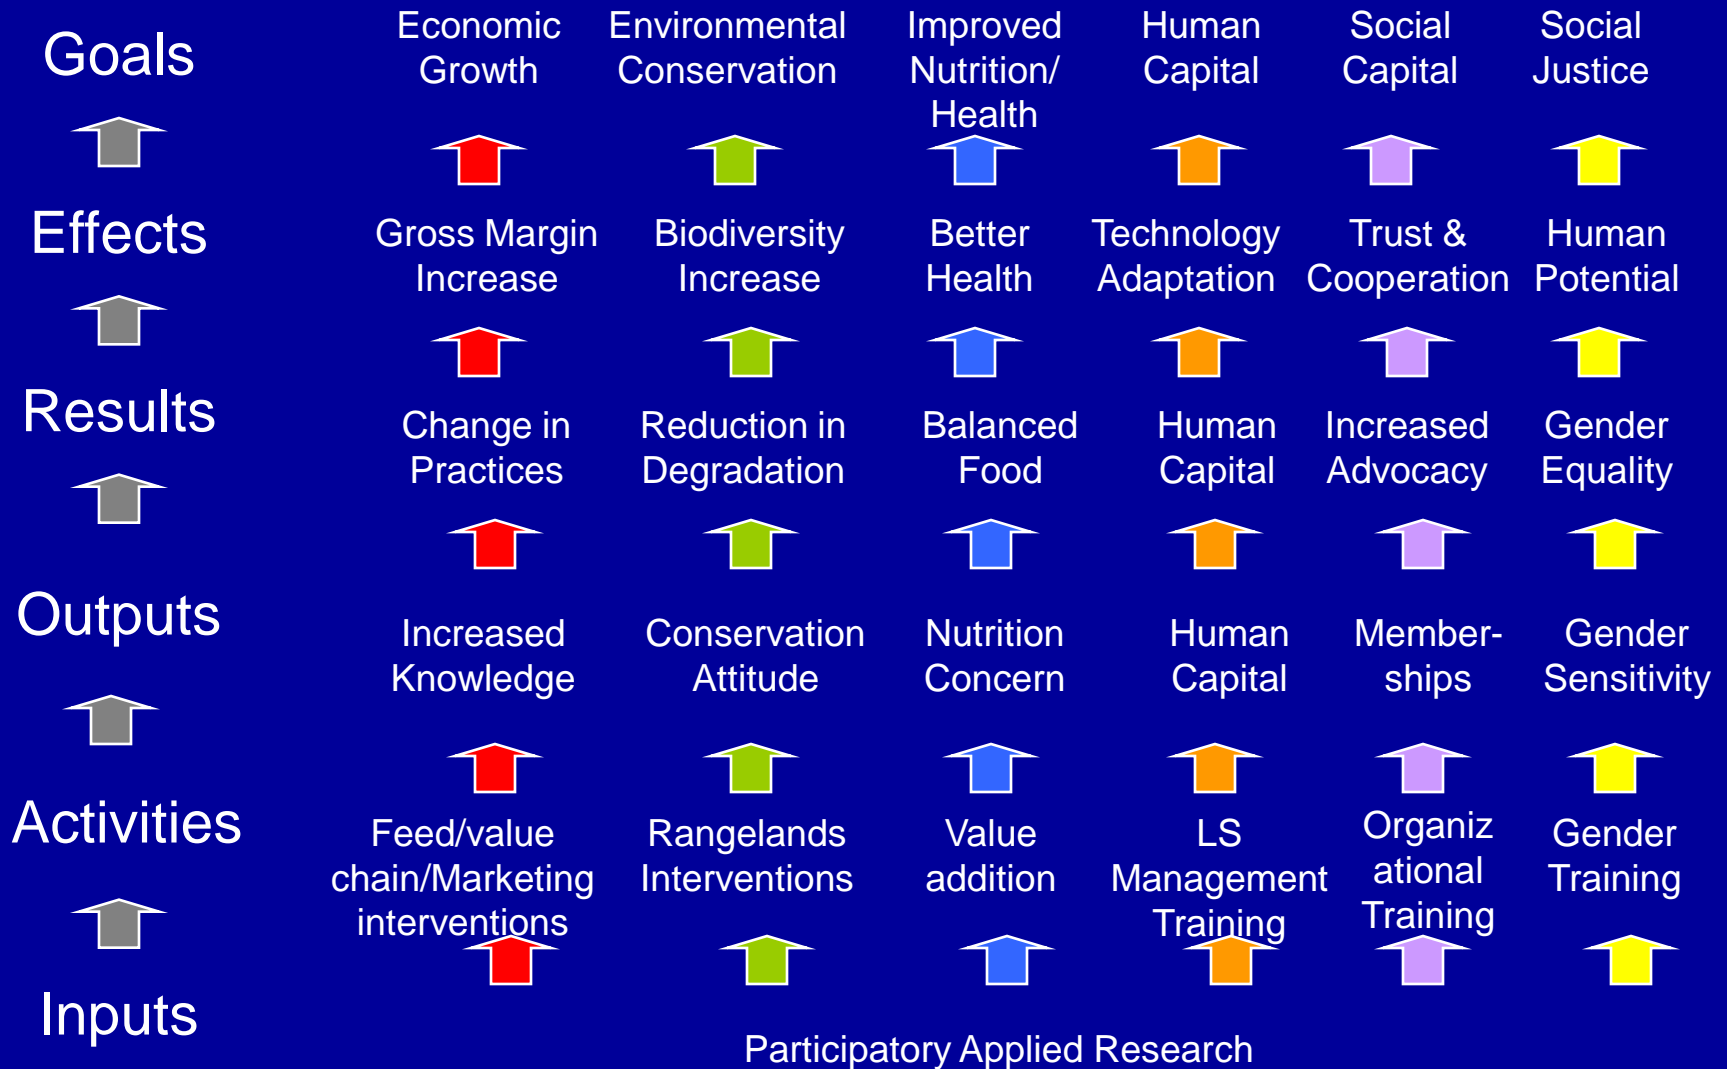 Goals
Economic
Growth
Environmental
Conservation
Improved
Nutrition/
Health
Human
Capital
Social
Capital
Social
Justice
Effects
Gross Margin
Increase
Biodiversity
Increase
Better
Health
Technology
Adaptation
Trust &
Cooperation
Human
Potential
Results
Change in
Practices
Reduction in
Degradation
Balanced
Food
Human
Capital
Increased
Advocacy
Gender
Equality
Outputs
Increased
Knowledge
Conservation
Attitude
Nutrition
Concern
Human
Capital
Member-
ships
Gender
Sensitivity
Activities
Feed/value
chain/Marketing
interventions
Rangelands
Interventions
Value
addition
LS
Management
Training
Organiz
ational
Training
Gender
Training
Inputs
Participatory Applied Research